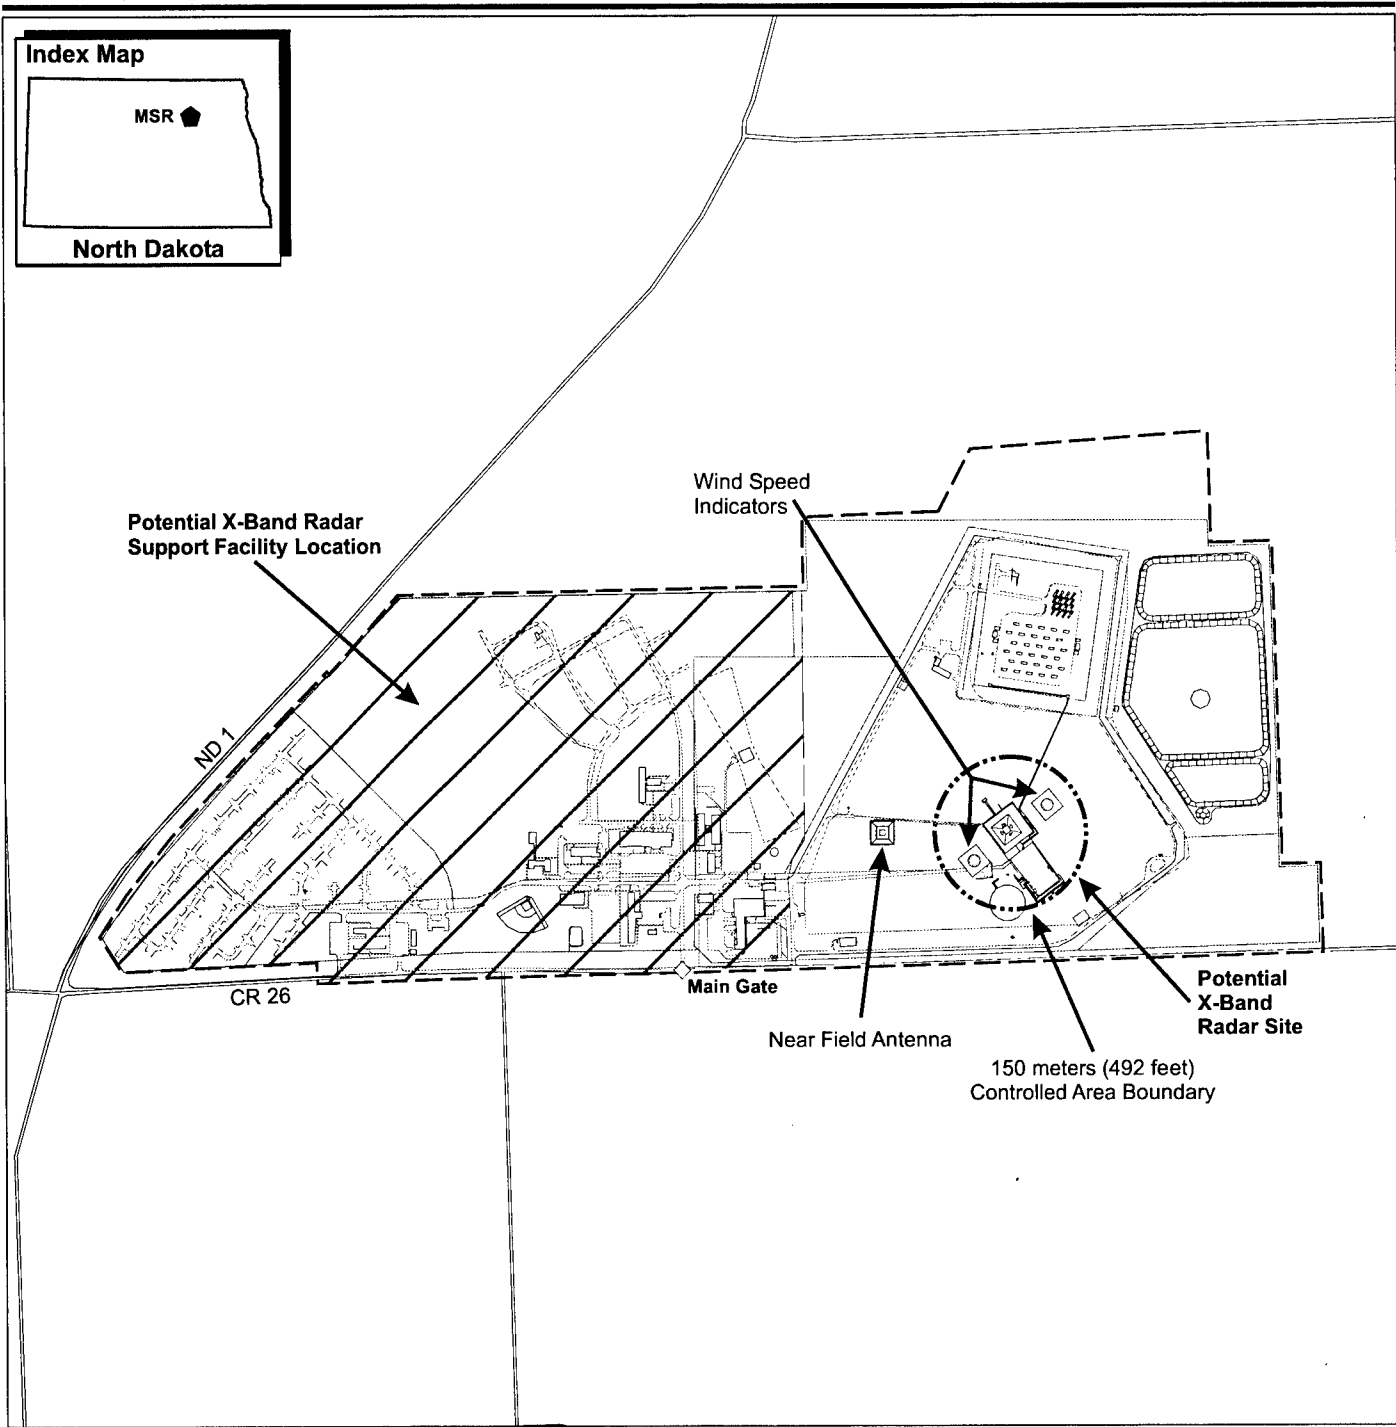 Index Map
MSR
North Dakota
Wind Speed
Indicators
Potential X-Band Radar
Support Facility Location
ND 1
CR 26
Main Gate
Near Field Antenna
150 meters (492 feet)
Controlled Area Boundary
Potential
X-Band
Radar Site